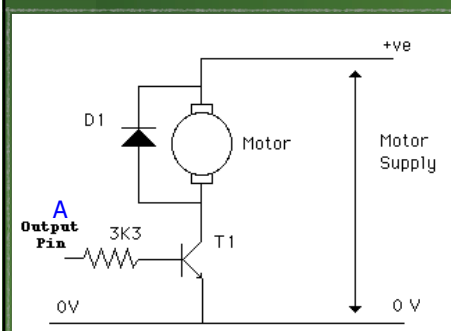 +ve
D1
Motor
Motor
Supply
A
Output
Pin
3K3
T1
0V
0 V